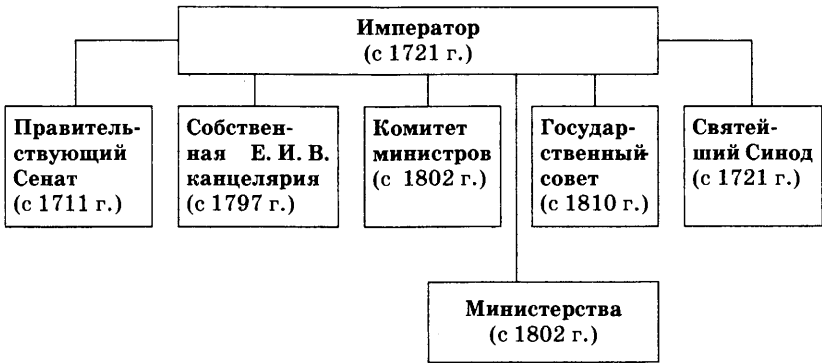 Император
(с 1721 г.)
Правитель-
ствующий
Сенат
(с 1711 г.)
Собствен-
ная Е. И. В.
канцелярия
(с 1797 г.)
Комитет
министров
(с 1802 г.)
Государ-
ственный
совет
(с 1810 г.)
Святей-
ший Синод
(с 1721 г.)
Министерства
(с 1802 г.)